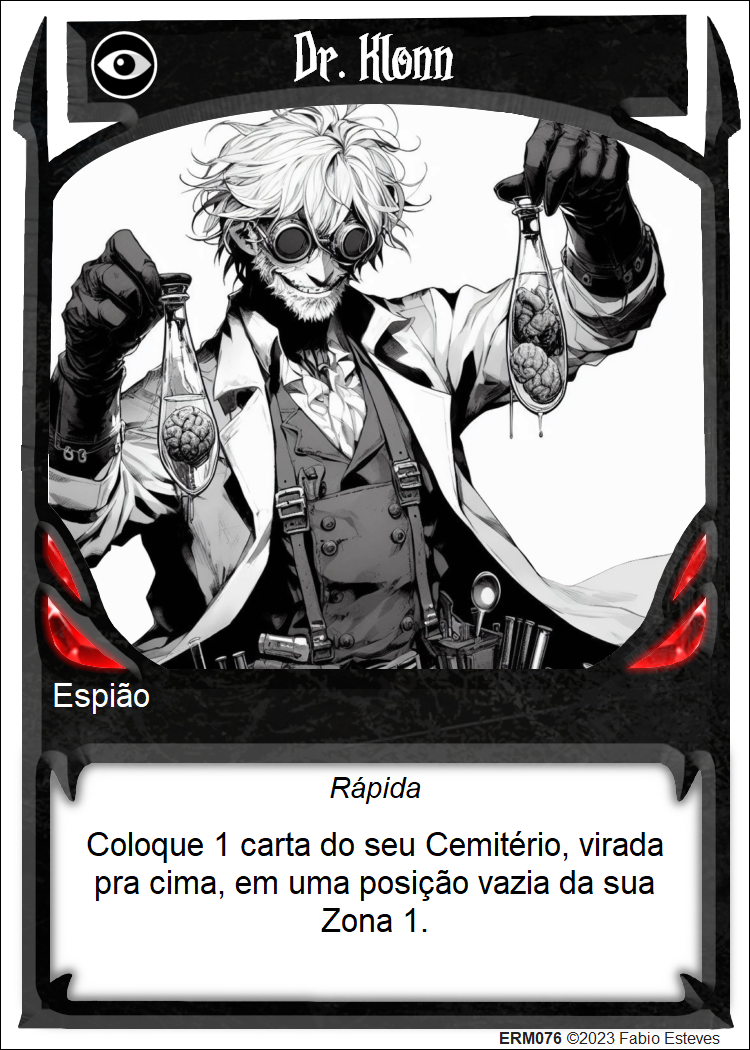 Dr. Klonn
Espião
Rápida
Coloque 1 carta do seu Cemitério, virada
pra cima, em uma posição vazia da sua
Zona 1.
ERM076 ©2023 Fabio Esteves